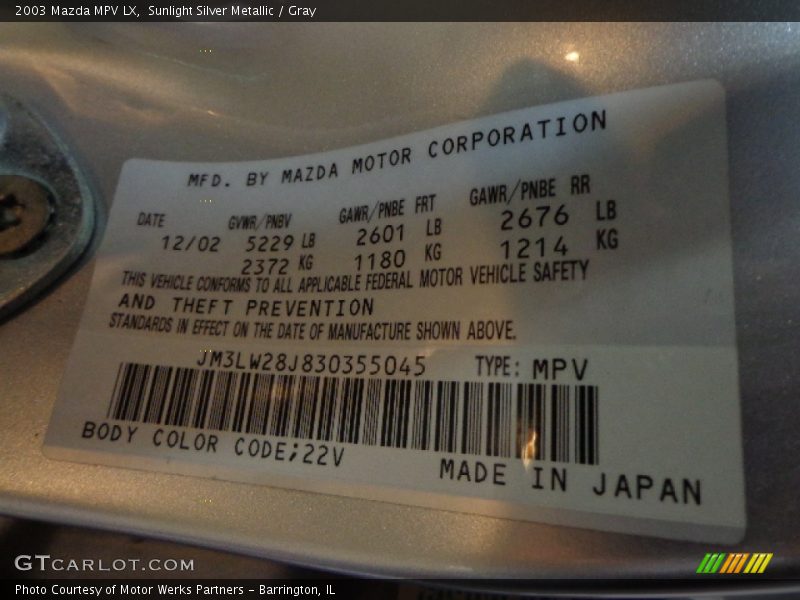 2003 Mazda MPV LX, Sunlight Silver Metallic / Gray
MFD. BY MAZDA MOTOR CORPORATION
DATE GVWR/PNBV GAWR/PNBE FRT GAWR/PNBE RR
12/02 5229 LB 2601 LB 2676 LB
2372 KG 1180 KG 1214 KG
THIS VEHICLE CONFORMS TO ALL APPLICABLE FEDERAL MOTOR VEHICLE SAFETY
AND THEFT PREVENTION
STANDARDS IN EFFECT ON THE DATE OF MANUFACTURE SHOWN ABOVE.
JM3LW28J830355045 TYPE: MPV
BODY COLOR CODE;22V
MADE IN JAPAN
GTCARLOT.COM
Photo Courtesy of Motor Werks Partners - Barrington, IL